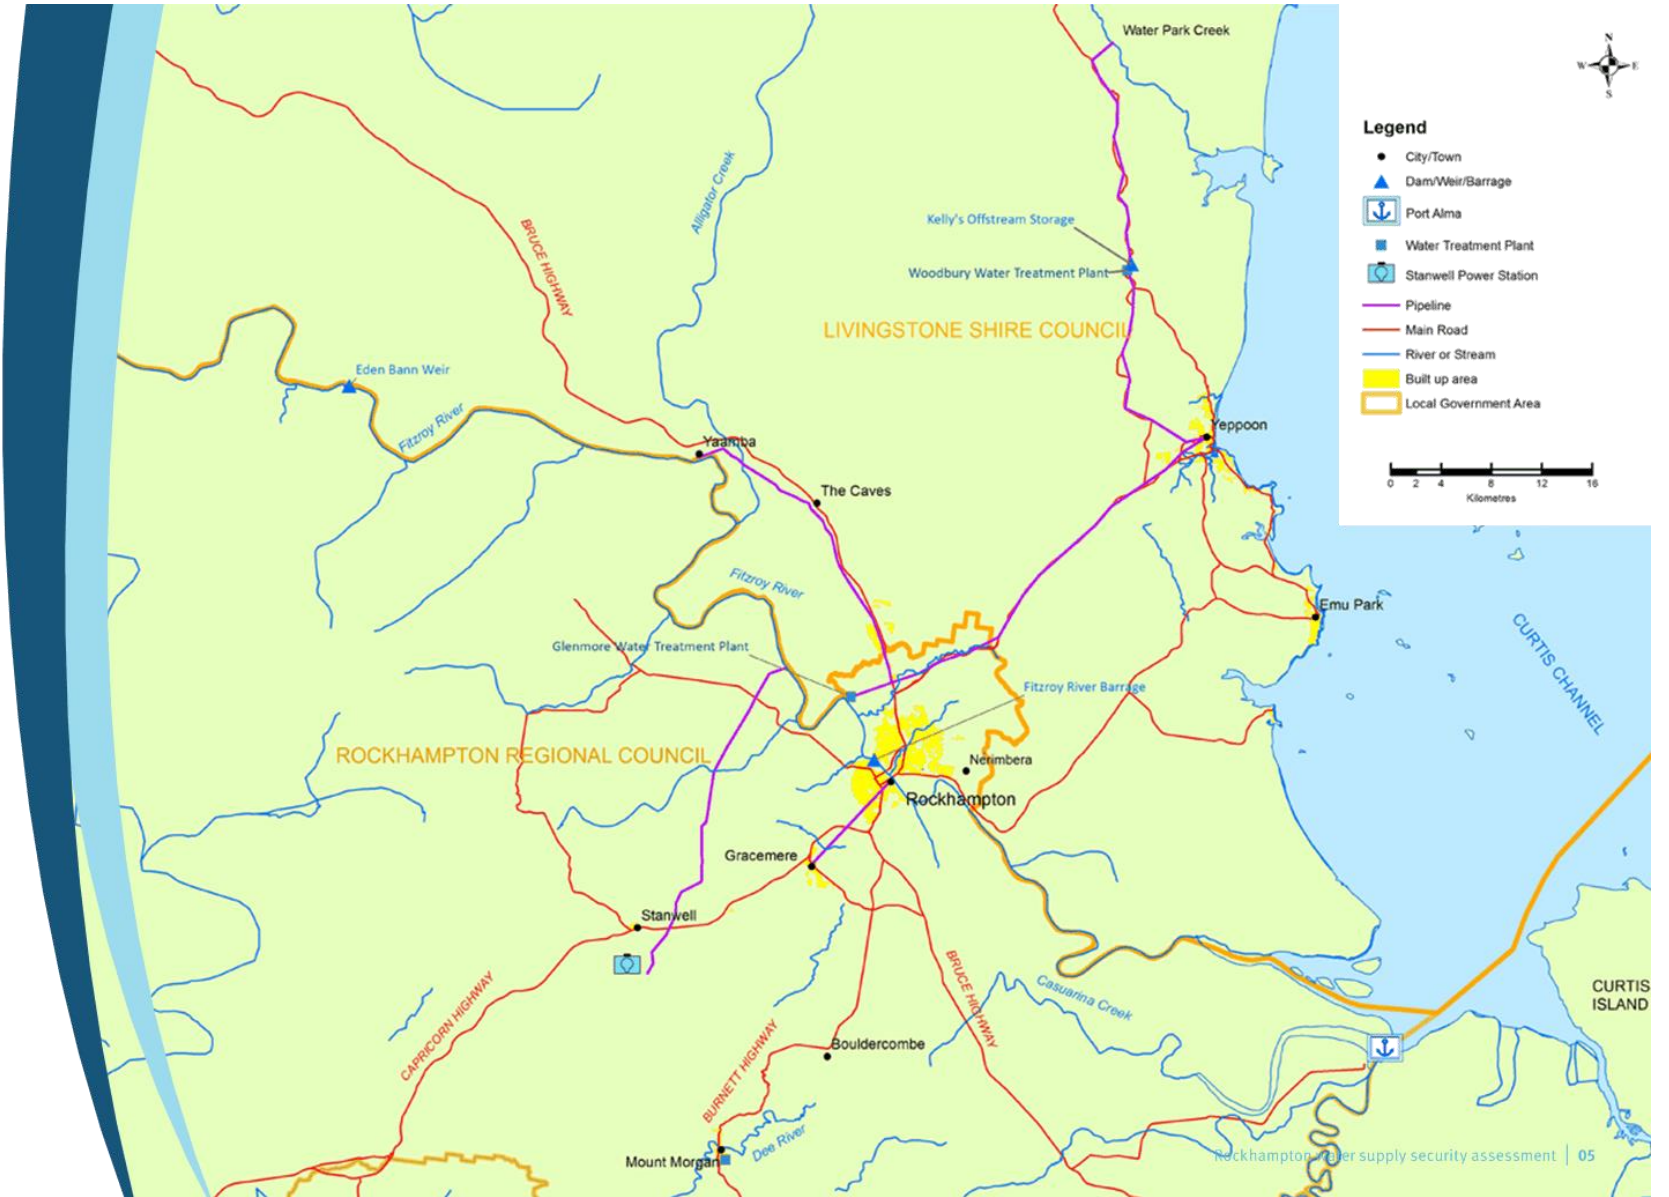 Water Park Creek
N
W
E
S
Legend
City/Town
Dam/Weir/Barrage
Port Alma
Water Treatment Plant
Stanwell Power Station
Pipeline
Main Road
River or Stream
Built up area
Local Government Area
0 2 4 8 12 16
Kilometres
Alligator Creek
BRUCE HIGHWAY
Kelly's Offstream Storage
Woodbury Water Treatment Plant
LIVINGSTONE SHIRE COUNCIL
Eden Bann Weir
Fitzroy River
Yeppoon
Yaamba
The Caves
Fitzroy River
Emu Park
CURTIS CHANNEL
Glenmore Water Treatment Plant
Fitzroy River Barrage
ROCKHAMPTON REGIONAL COUNCIL
Nerimbera
Rockhampton
Gracemere
Stanwell
CAPRICORN HIGHWAY
BRUCE HIGHWAY
Casuarina Creek
CURTIS
ISLAND
BURNETT HIGHWAY
Bouldercombe
Dee River
Mount Morgan
Rockhampton water supply security assessment | 05